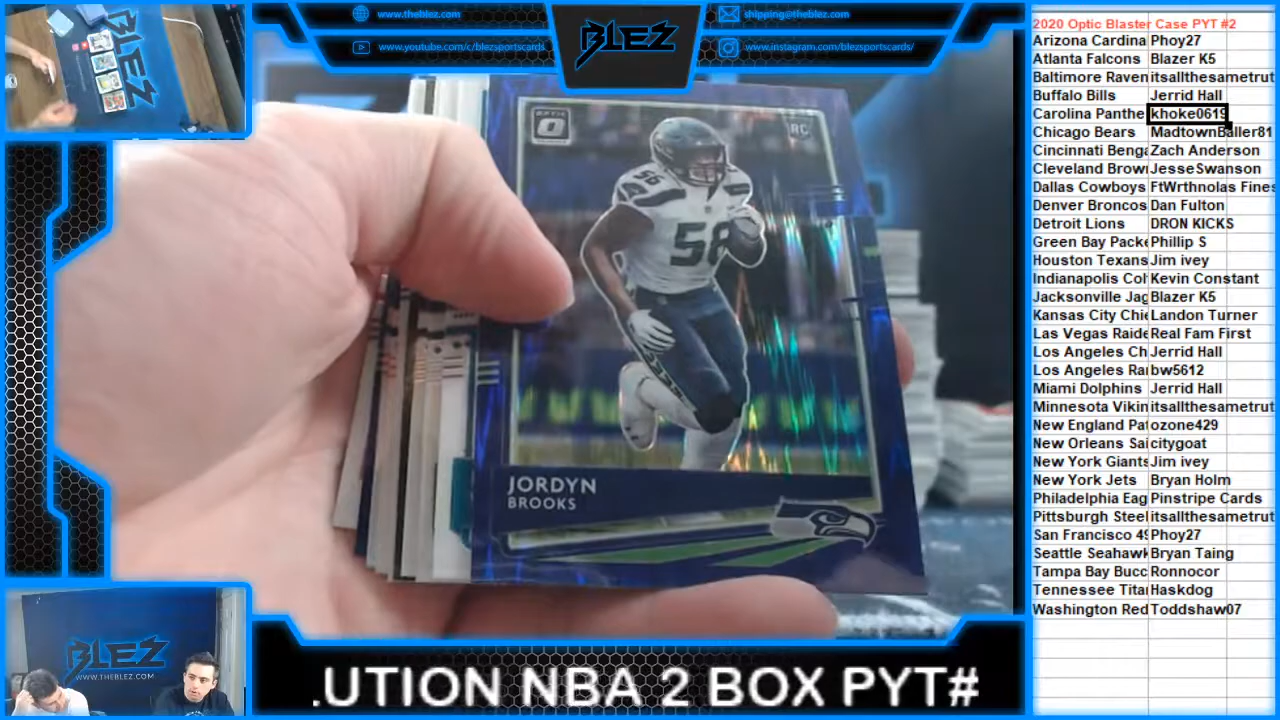 BLEZ
www.theblez.com
shipping@theblez.com
www.youtube.com/c/blezsportscards
www.instagram.com/blezsportscards/
BLEZ
OPTIC
RC
56
58
JORDYN
BROOKS
BLEZ
WWW.THEBLEZ.COM
.UTION NBA 2 BOX PYT#
2020 Optic Blaster Case PYT #2
Arizona Cardina Phoy27
Atlanta Falcons Blazer K5
Baltimore Raven itsallthesametrut
Buffalo Bills Jerrid Hall
Carolina Panthe khoke0619
Chicago Bears MadtownBaller81
Cincinnati Benga Zach Anderson
Cleveland Brow JesseSwanson
Dallas Cowboys FtWrthnolas Fines
Denver Broncos Dan Fulton
Detroit Lions DRON KICKS
Green Bay Packe Phillip S
Houston Texans Jim ivey
Indianapolis Col Kevin Constant
Jacksonville Jag Blazer K5
Kansas City Chie Landon Turner
Las Vegas Raide Real Fam First
Los Angeles Ch Jerrid Hall
Los Angeles Ra bw5612
Miami Dolphins Jerrid Hall
Minnesota Vikin itsallthesametrut
New England Pat ozone429
New Orleans Sai citygoat
New York Giants Jim ivey
New York Jets Bryan Holm
Philadelphia Eag Pinstripe Cards
Pittsburgh Steel itsallthesametrut
San Francisco 49 Phoy27
Seattle Seahawk Bryan Taing
Tampa Bay Bucc Ronnocor
Tennessee Titan Haskdog
Washington Red Toddshaw07